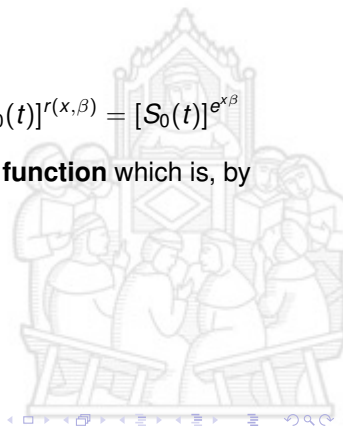 ₀(t)]^{r(x,β)} = [S₀(t)]^{e^{xβ}}
function which is, by